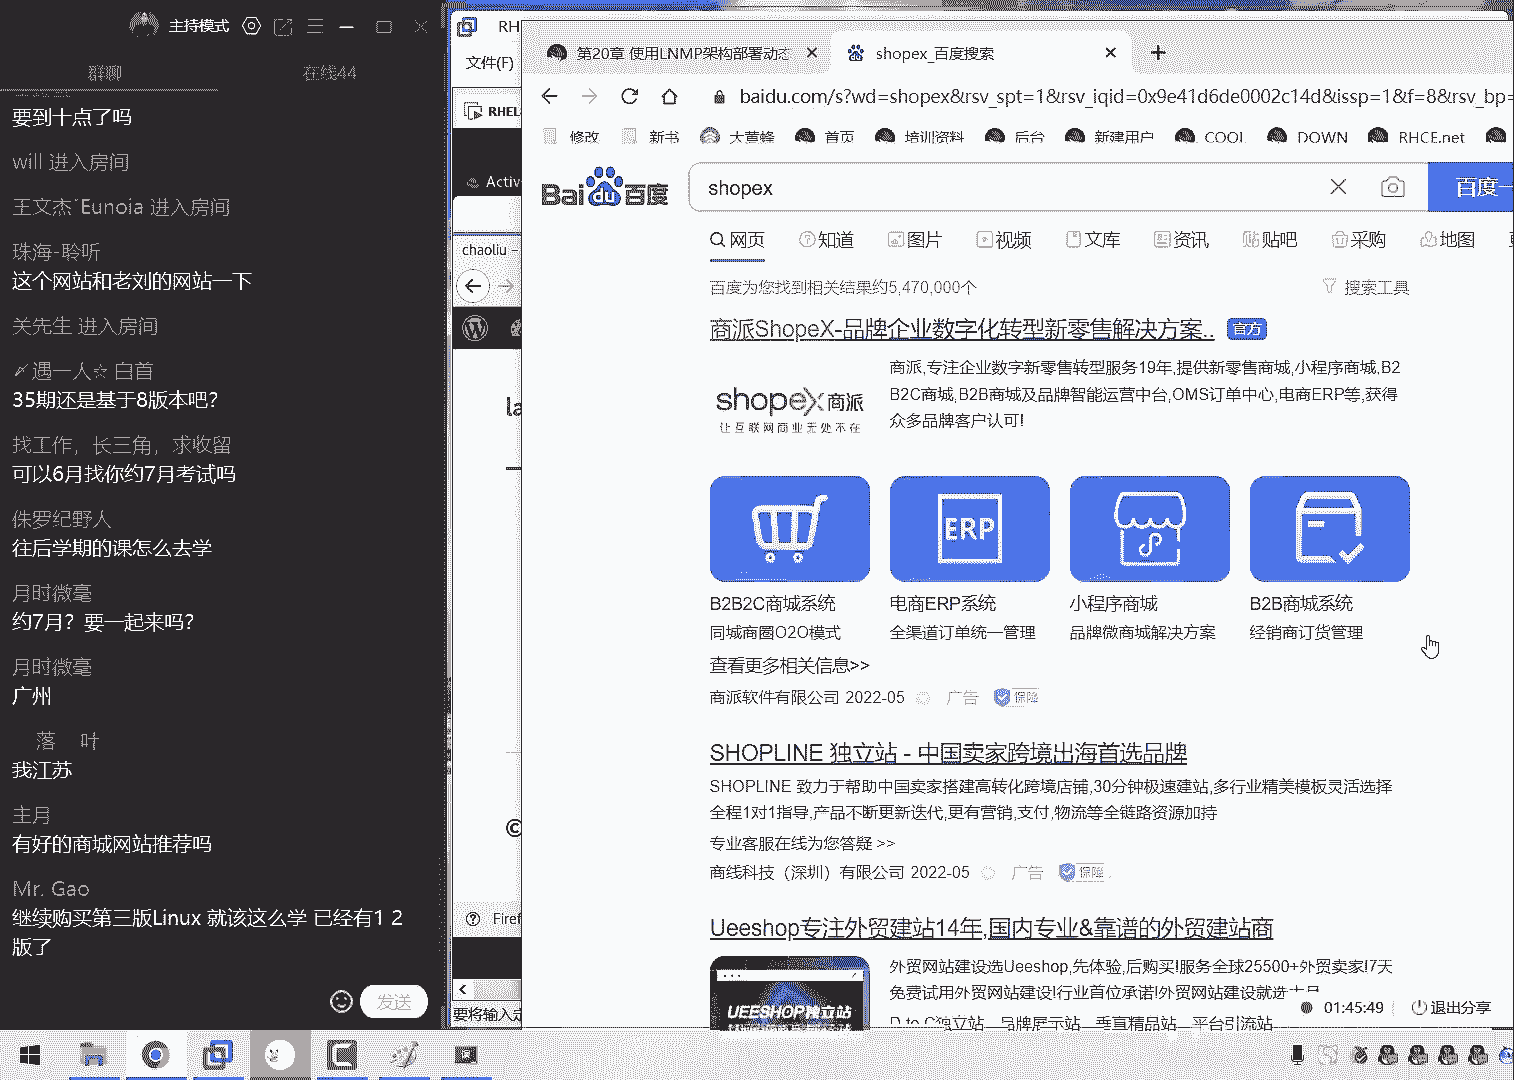 主持模式
群聊
在线44
要到十点了吗
will 进入房间
王文杰ˇEunoia 进入房间
珠海-聆听
这个网站和老刘的网站一下
关先生 进入房间
〆遇一人☆ 白首
35期还是基于8版本吧?
找工作，长三角，求收留
可以6月找你约7月考试吗
侏罗纪野人
往后学期的课怎么去学
月时微毫
约7月？要一起来吗?
月时微毫
广州
落 叶
我江苏
主月
有好的商城网站推荐吗
Mr. Gao
继续购买第三版Linux 就该这么学 已经有1 2
版了
发送
RH
文件(F)
RHEL
Activ
chaoliu –
la
©
Firef
要将输入定
第20章 使用LNMP架构部署动态
shopex_百度搜索
baidu.com/s?wd=shopex&rsv_spt=1&rsv_iqid=0x9e41d6de0002c14d&issp=1&f=8&rsv_bp=
修改
新书
大黄蜂
首页
培训资料
后台
新建用户
COOL
DOWN
RHCE.net
Bai du 百度
shopex
百度一
网页
知道
图片
视频
文库
资讯
贴吧
采购
地图
百度为您找到相关结果约5,470,000个
搜索工具
商派ShopeX-品牌企业数字化转型新零售解决方案..
官方
shopex商派
让互联网商业无处不在
商派,专注企业数字新零售转型服务19年,提供新零售商城,小程序商城,B2
B2C商城,B2B商城及品牌智能运营中台,OMS订单中心,电商ERP等,获得
众多品牌客户认可!
ERP
B2B2C商城系统
电商ERP系统
小程序商城
B2B商城系统
同城商圈O2O模式
全渠道订单统一管理
品牌微商城解决方案
经销商订货管理
查看更多相关信息>>
商派软件有限公司 2022-05
广告
保障
SHOPLINE 独立站 - 中国卖家跨境出海首选品牌
SHOPLINE 致力于帮助中国卖家搭建高转化跨境店铺,30分钟极速建站,多行业精美模板灵活选择
全程1对1指导,产品不断更新迭代,更有营销,支付,物流等全链路资源加持
专业客服在线为您答疑 >>
商线科技（深圳）有限公司 2022-05
广告
保障
Ueeshop专注外贸建站14年,国内专业&靠谱的外贸建站商
UEESHOP独立站
外贸网站建设选Ueeshop,先体验,后购买!服务全球25500+外贸卖家!7天
免费试用外贸网站建设!行业首位承诺!外贸网站建设就选
D to C独立站、品牌展示站、垂直精品站、平台引流站
01:45:49
退出分享